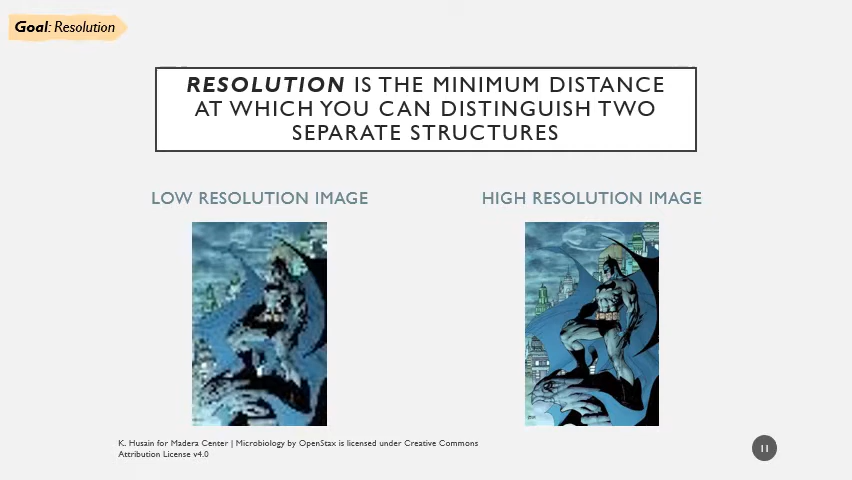 Goal: Resolution
RESOLUTION IS THE MINIMUM DISTANCE
AT WHICH YOU CAN DISTINGUISH TWO
SEPARATE STRUCTURES
LOW RESOLUTION IMAGE
HIGH RESOLUTION IMAGE
K. Husain for Madera Center | Microbiology by OpenStax is licensed under Creative Commons
Attribution License v4.0
11